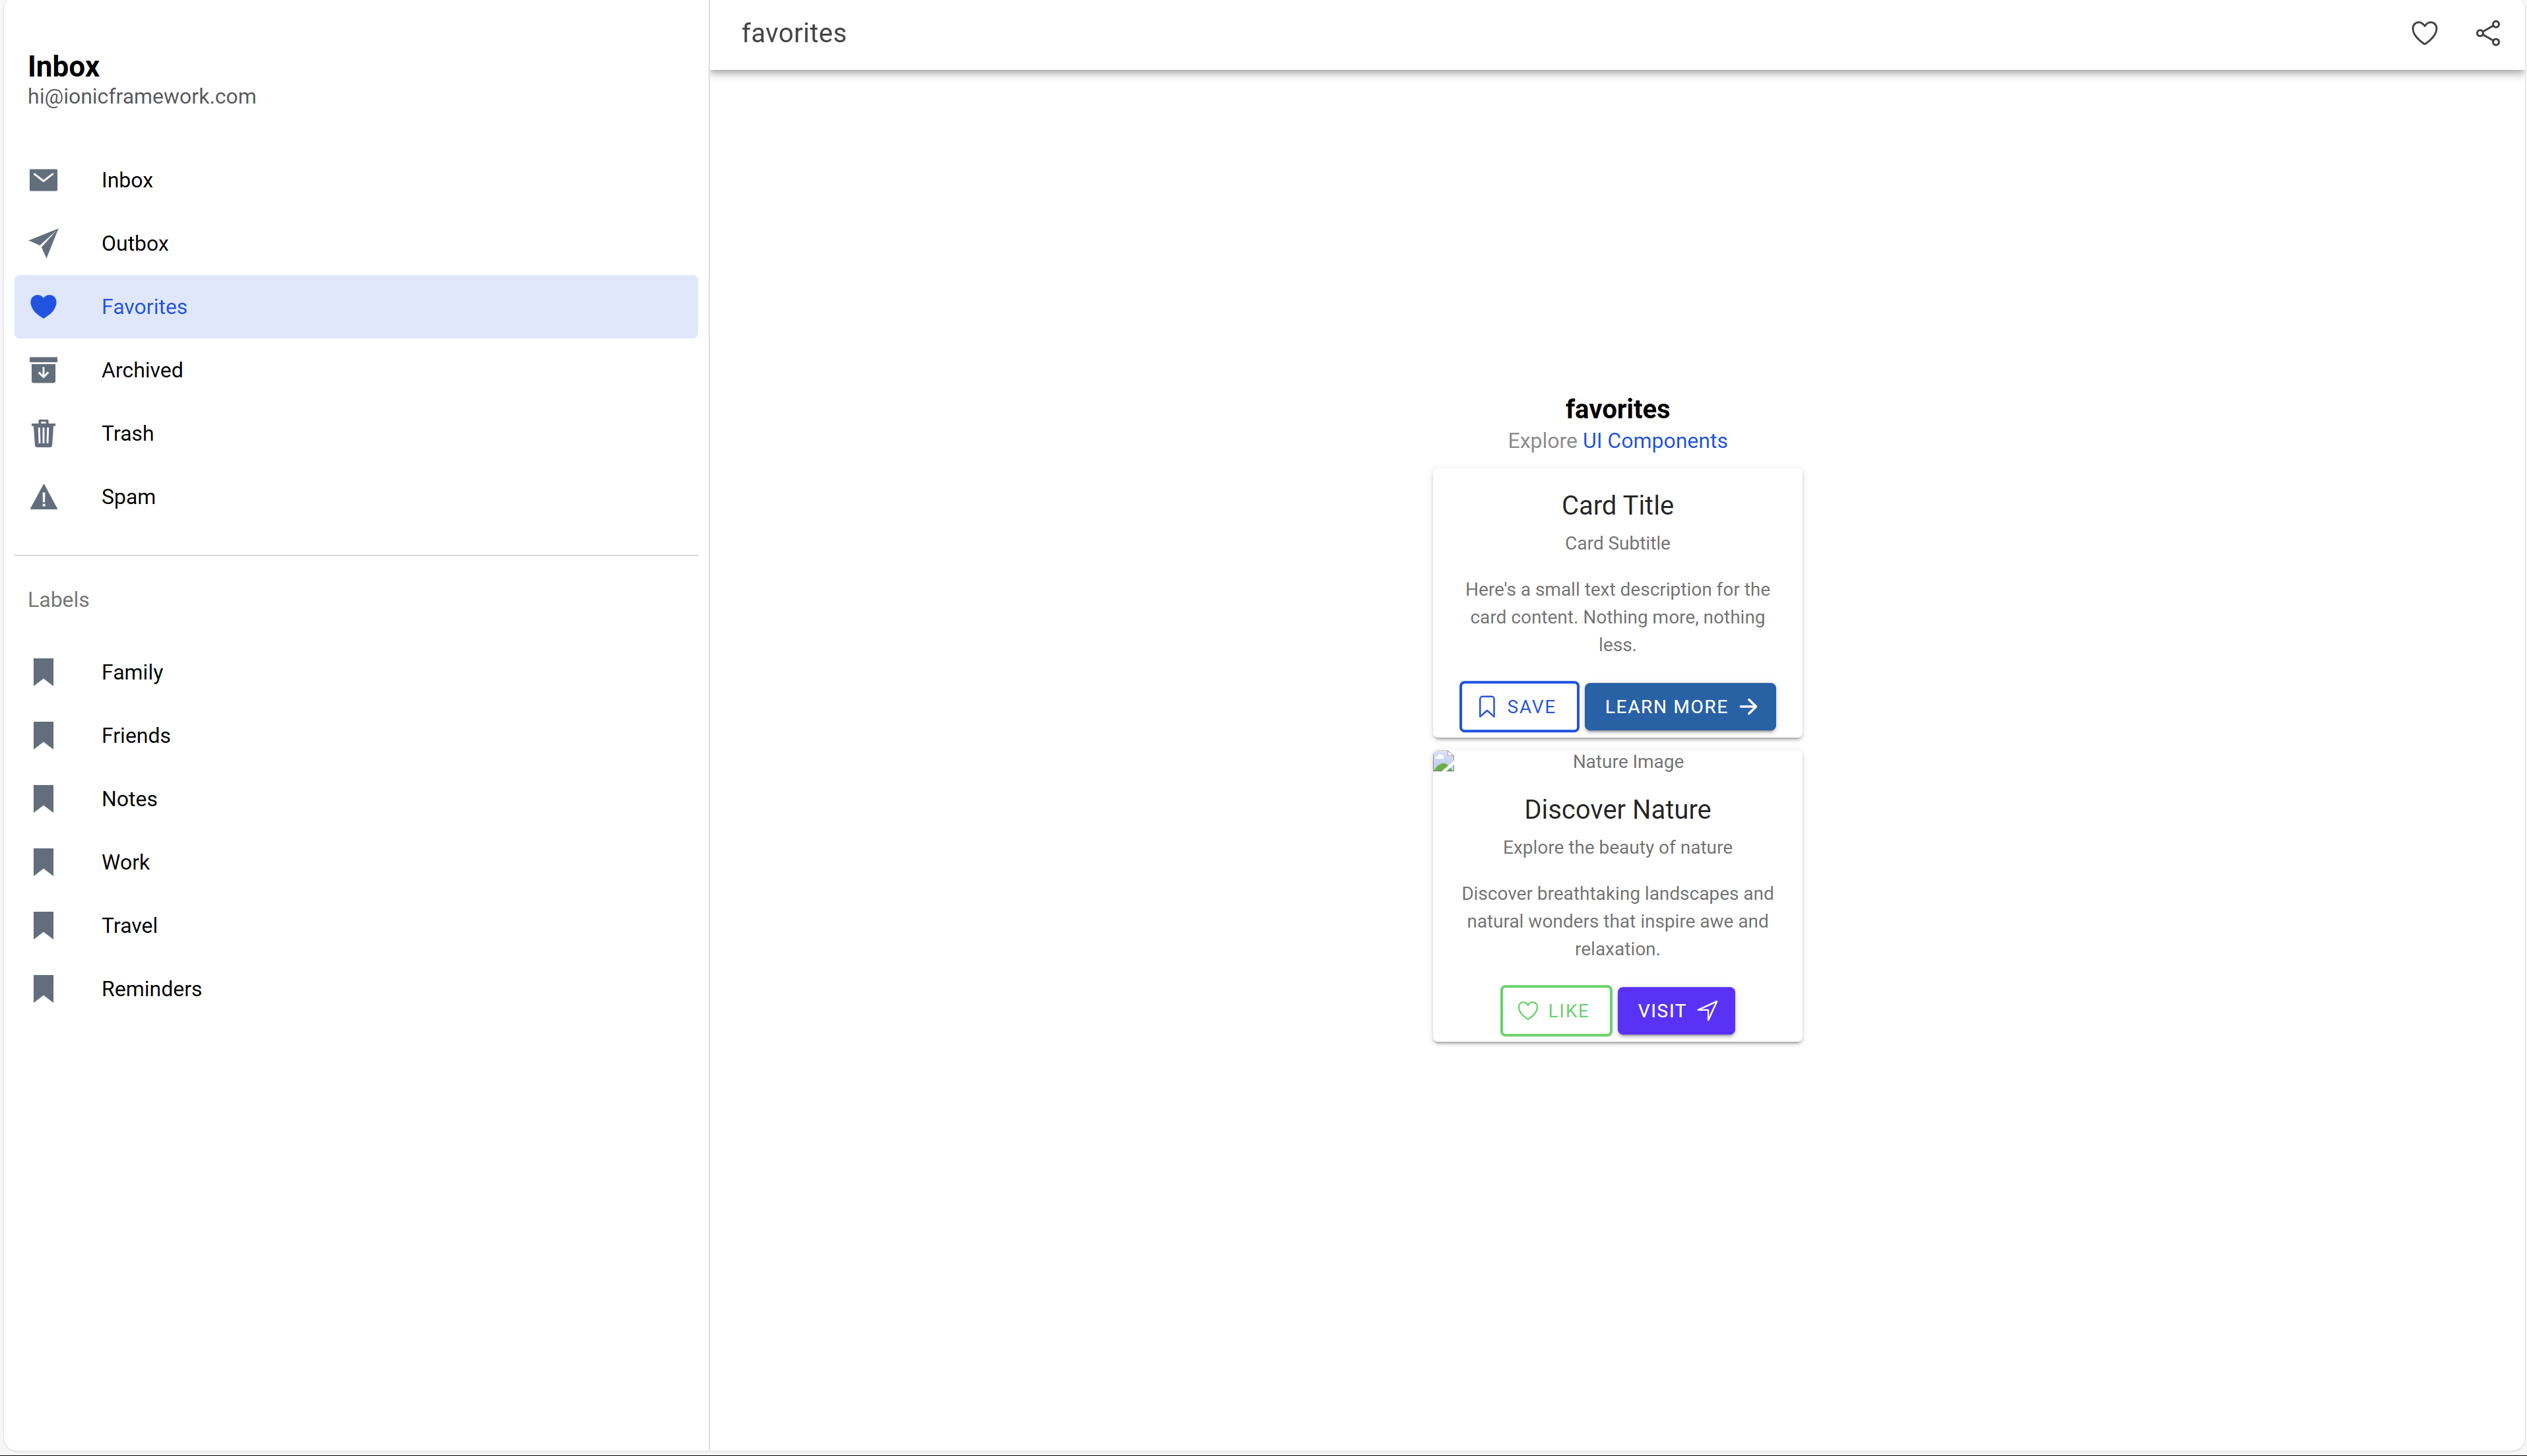 Inbox
hi@ionicframework.com
Inbox
Outbox
Favorites
Archived
Trash
Spam
Labels
Family
Friends
Notes
Work
Travel
Reminders
favorites
favorites
Explore UI Components
Card Title
Card Subtitle
Here's a small text description for the
card content. Nothing more, nothing
less.
SAVE
LEARN MORE
Nature Image
Discover Nature
Explore the beauty of nature
Discover breathtaking landscapes and
natural wonders that inspire awe and
relaxation.
LIKE
VISIT